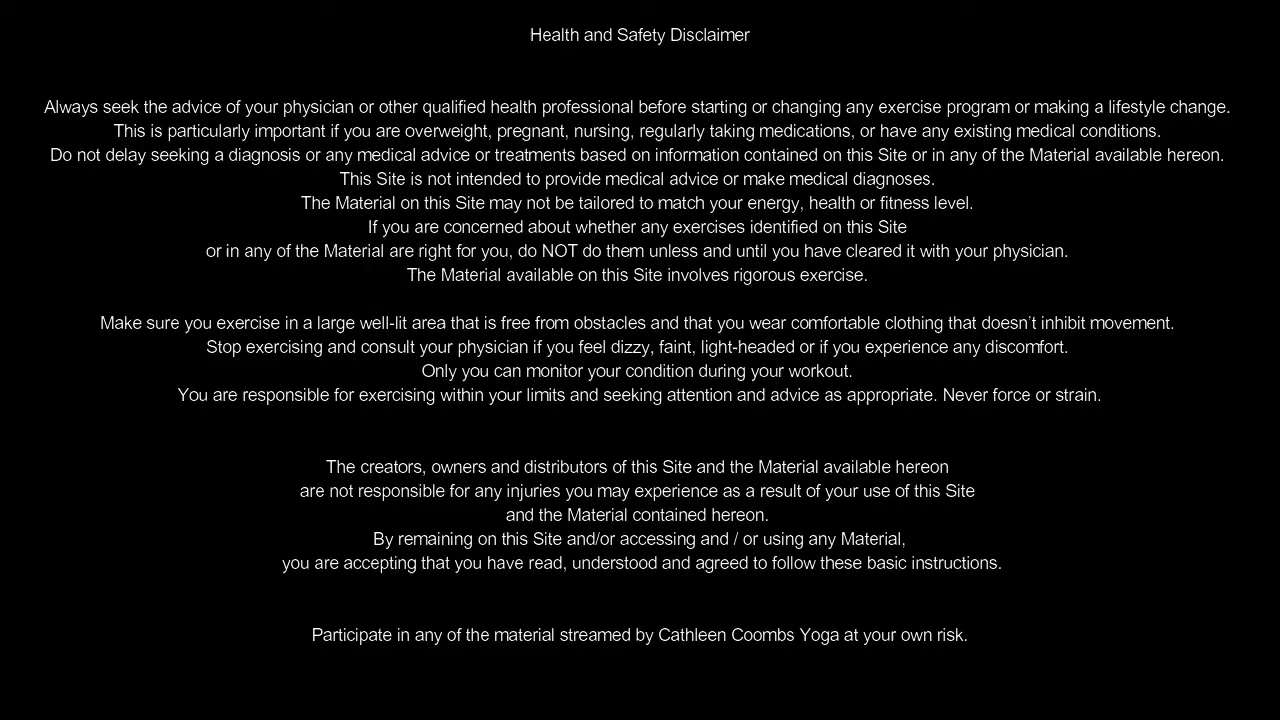 Health and Safety Disclaimer
Always seek the advice of your physician or other qualified health professional before starting or changing any exercise program or making a lifestyle change.
This is particularly important if you are overweight, pregnant, nursing, regularly taking medications, or have any existing medical conditions.
Do not delay seeking a diagnosis or any medical advice or treatments based on information contained on this Site or in any of the Material available hereon.
This Site is not intended to provide medical advice or make medical diagnoses.
The Material on this Site may not be tailored to match your energy, health or fitness level.
If you are concerned about whether any exercises identified on this Site
or in any of the Material are right for you, do NOT do them unless and until you have cleared it with your physician.
The Material available on this Site involves rigorous exercise.
Make sure you exercise in a large well-lit area that is free from obstacles and that you wear comfortable clothing that doesn't inhibit movement.
Stop exercising and consult your physician if you feel dizzy, faint, light-headed or if you experience any discomfort.
Only you can monitor your condition during your workout.
You are responsible for exercising within your limits and seeking attention and advice as appropriate. Never force or strain.
The creators, owners and distributors of this Site and the Material available hereon
are not responsible for any injuries you may experience as a result of your use of this Site
and the Material contained hereon.
By remaining on this Site and/or accessing and / or using any Material,
you are accepting that you have read, understood and agreed to follow these basic instructions.
Participate in any of the material streamed by Cathleen Coombs Yoga at your own risk.